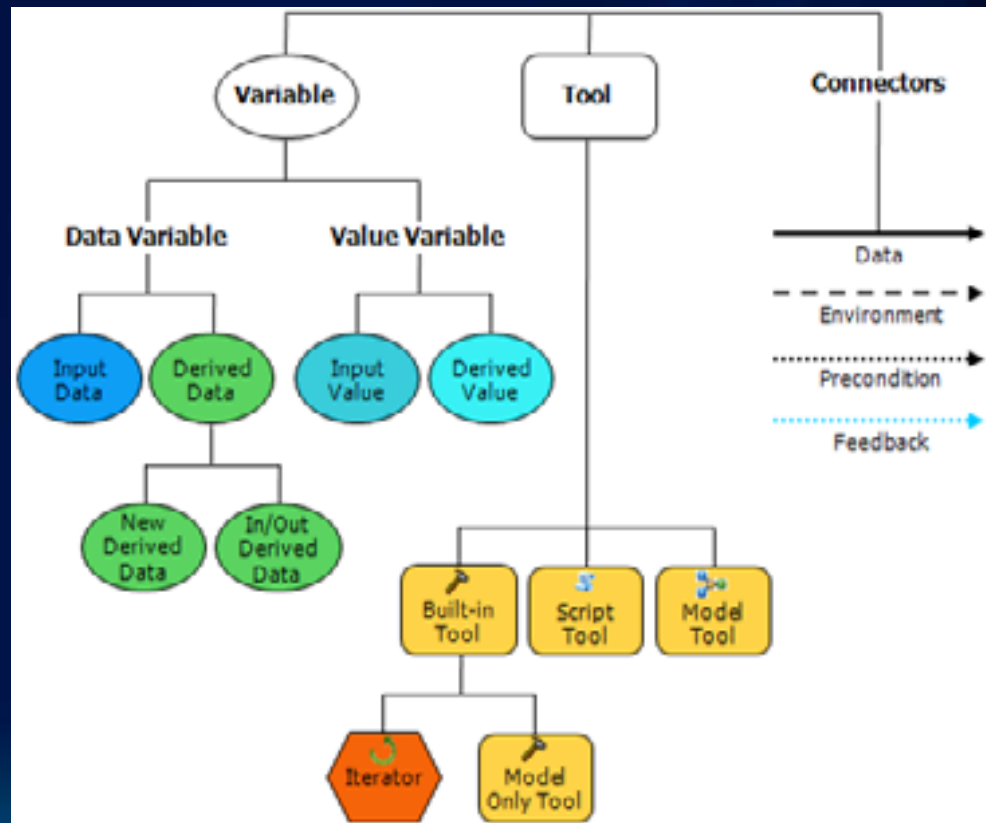 Variable
Tool
Connectors
Data Variable
Value Variable
Data
Environment
Precondition
Feedback
Input
Data
Derived
Data
Input
Value
Derived
Value
New
Derived
Data
In/Out
Derived
Data
Built-in
Tool
Script
Tool
Model
Tool
Iterator
Model
Only Tool